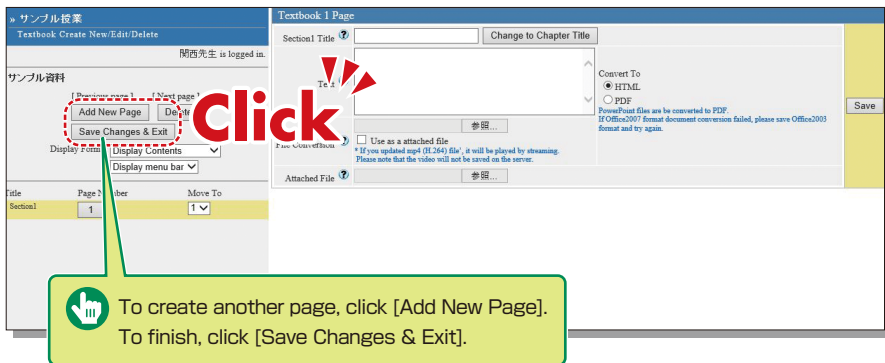 » サンプル授業
Textbook Create New/Edit/Delete
関西先生 is logged in.
サンプル資料
[ Previous page ] [ Next page ]
Add New Page
Save Changes & Exit
Display Contents
Display menu bar
Title Page Number Move To
Section1 1 1
Textbook 1 Page
Section1 Title ? Change to Chapter Title
Text ?
Convert To
HTML
PDF
PowerPoint files are converted to PDF.
If Office2007 format document conversion failed, please save Office2003
format and try again.
Save
参照...
File Conversion ? Use as a attached file
* If you updated mp4 (H.264) file', it will be played by streaming.
Please note that the video will not be saved on the server.
Attached File ? 参照...
Click
To create another page, click [Add New Page].
To finish, click [Save Changes & Exit].